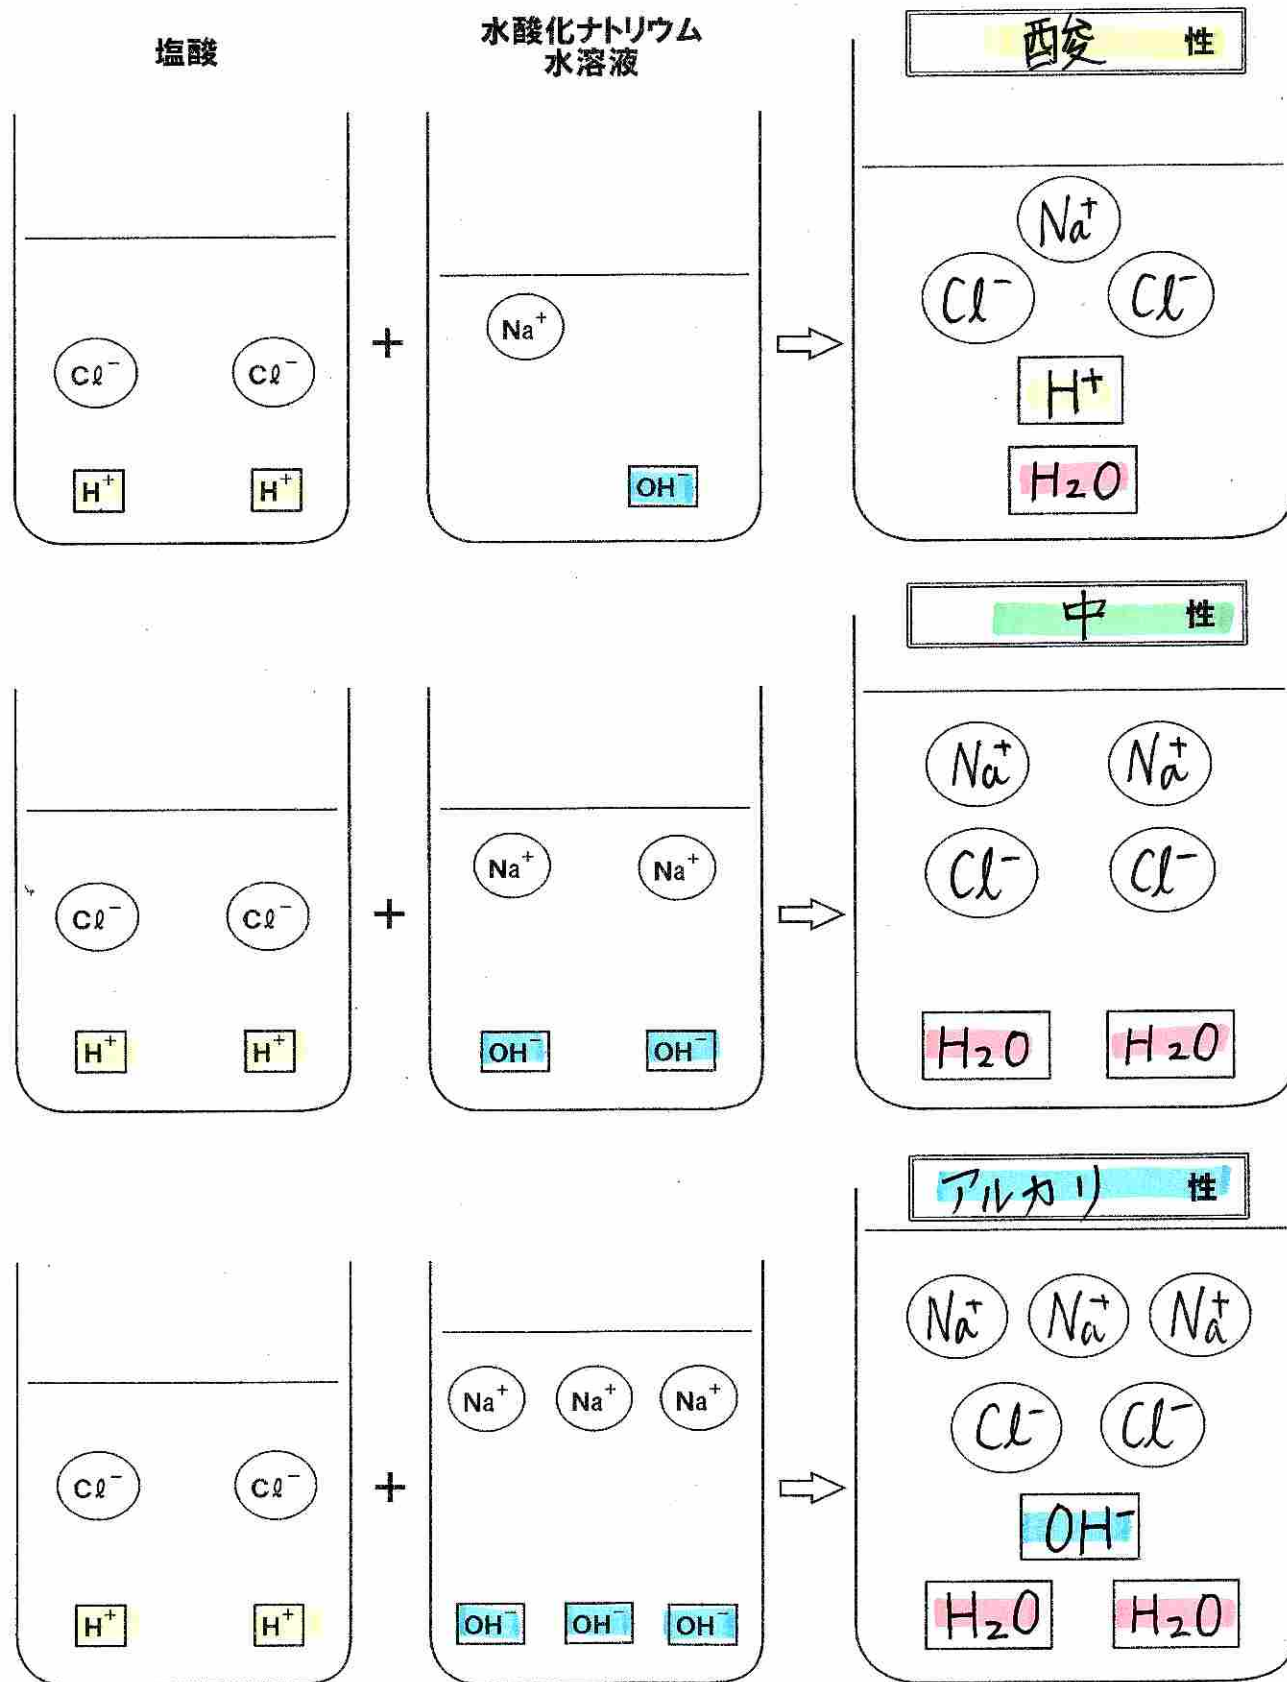 塩酸
水酸化ナトリウム
水溶液
酸 性
Na⁺
Cl⁻ Cl⁻
H⁺
H₂O
Cℓ⁻ Cℓ⁻
H⁺ H⁺
+
Na⁺
OH⁻
中 性
Na⁺ Na⁺
Cl⁻ Cl⁻
H₂O H₂O
Cℓ⁻ Cℓ⁻
H⁺ H⁺
+
Na⁺ Na⁺
OH⁻ OH⁻
アルカリ 性
Na⁺ Na⁺ Na⁺
Cl⁻ Cl⁻
OH⁻
H₂O H₂O
Cℓ⁻ Cℓ⁻
H⁺ H⁺
+
Na⁺ Na⁺ Na⁺
OH⁻ OH⁻ OH⁻